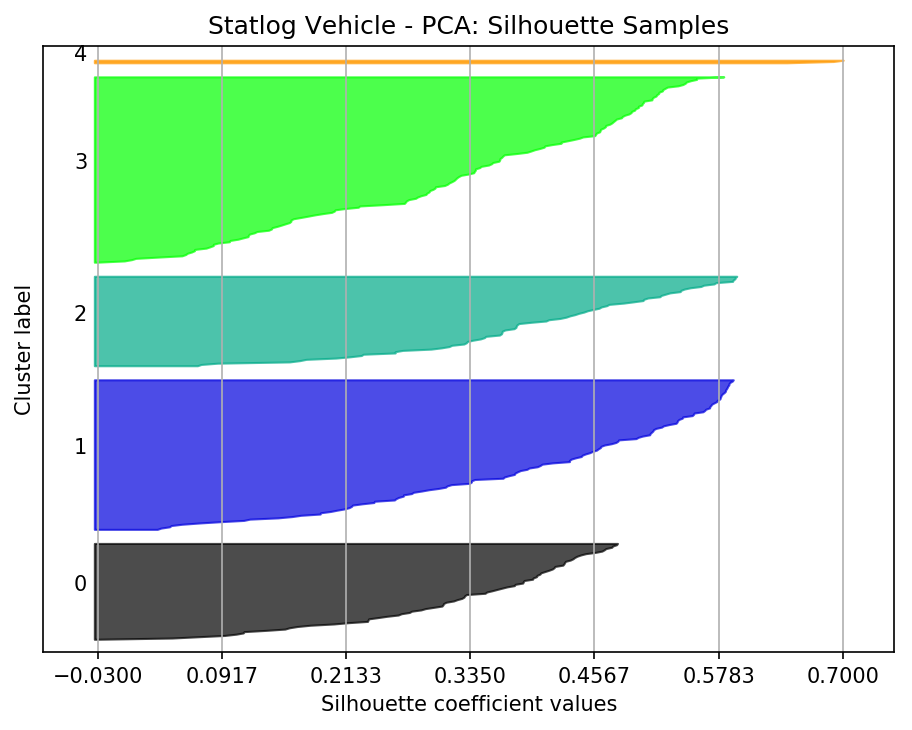 Statlog Vehicle - PCA: Silhouette Samples
4
3
2
1
0
Cluster label
−0.0300 0.0917 0.2133 0.3350 0.4567 0.5783 0.7000
Silhouette coefficient values